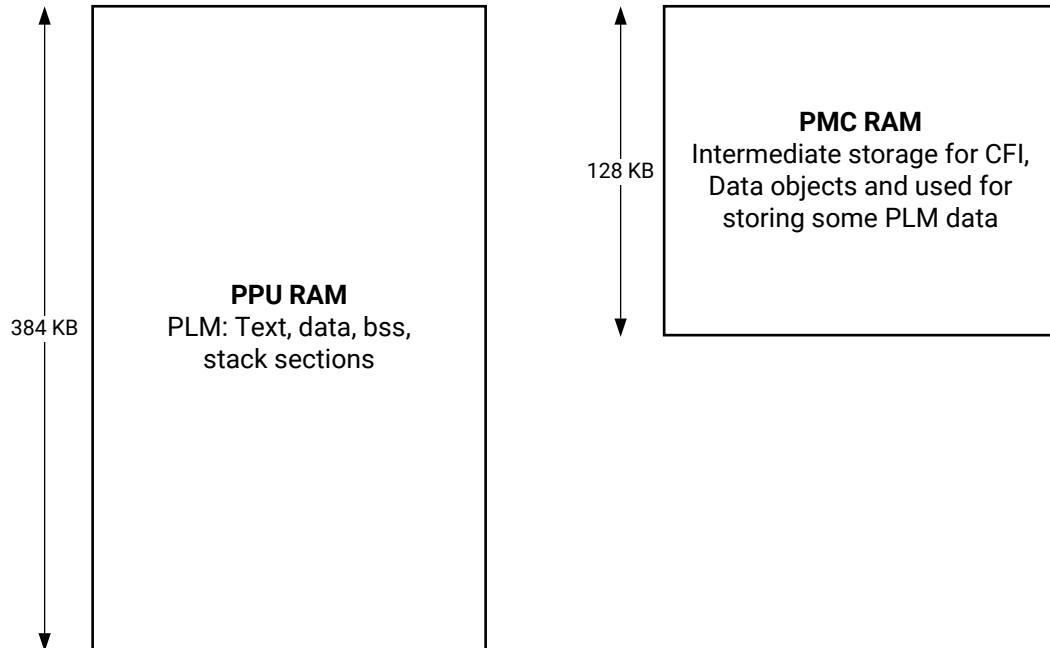 384 KB
PPU RAM
PLM: Text, data, bss,
stack sections
128 KB
PMC RAM
Intermediate storage for CFI,
Data objects and used for
storing some PLM data